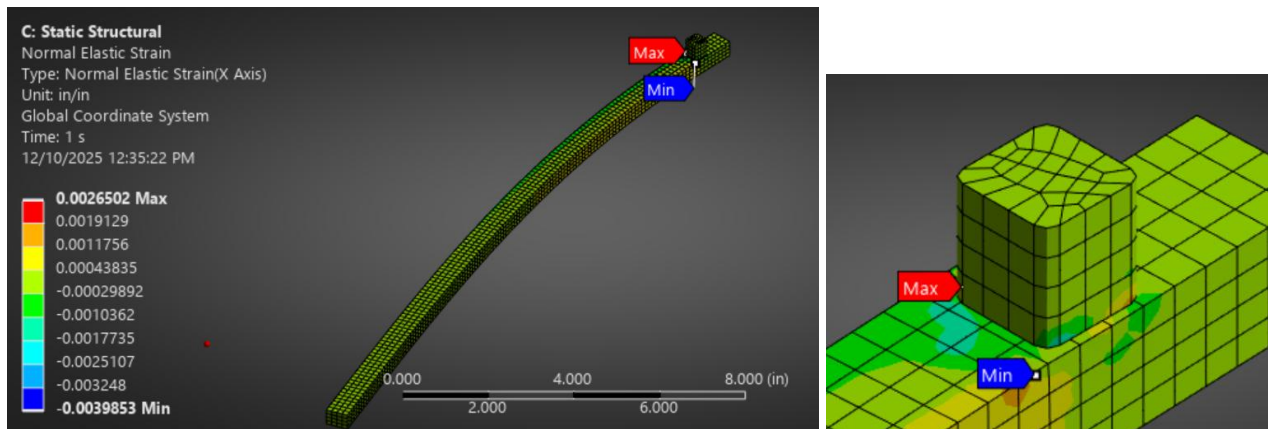 C: Static Structural
Normal Elastic Strain
Type: Normal Elastic Strain(X Axis)
Unit: in/in
Global Coordinate System
Time: 1 s
12/10/2025 12:35:22 PM
0.0026502 Max
0.0019129
0.0011756
0.00043835
-0.00029892
-0.0010362
-0.0017735
-0.0025107
-0.003248
-0.0039853 Min
Max
Min
0.000 4.000 8.000 (in)
2.000 6.000
Max
Min